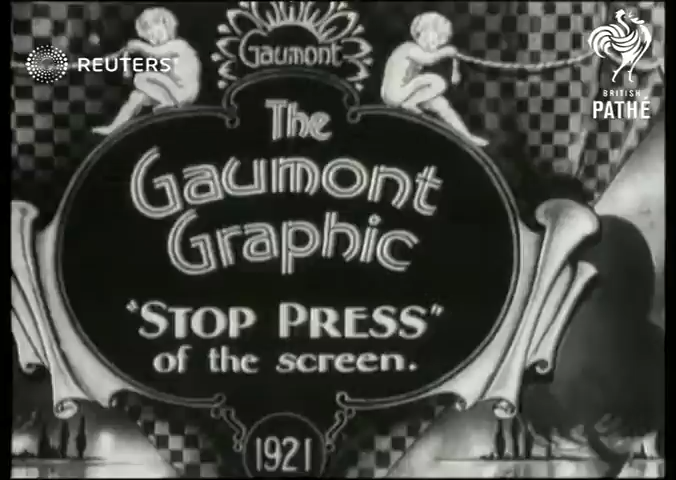 Gaumont
REUTERS
BRITISH
PATHÉ
The
Gaumont
Graphic
"STOP PRESS"
of the screen.
1921